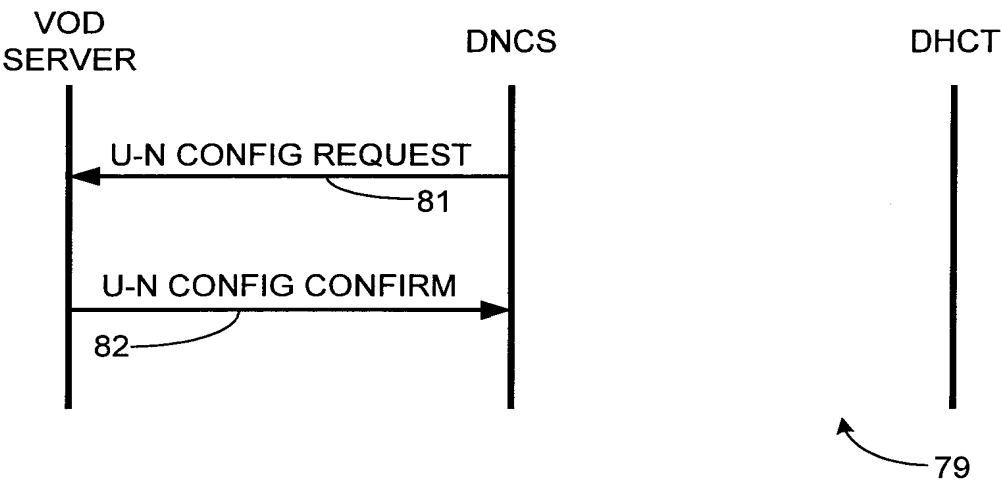 VOD
SERVER
DNCS
DHCT
U-N CONFIG REQUEST
81
U-N CONFIG CONFIRM
82
79